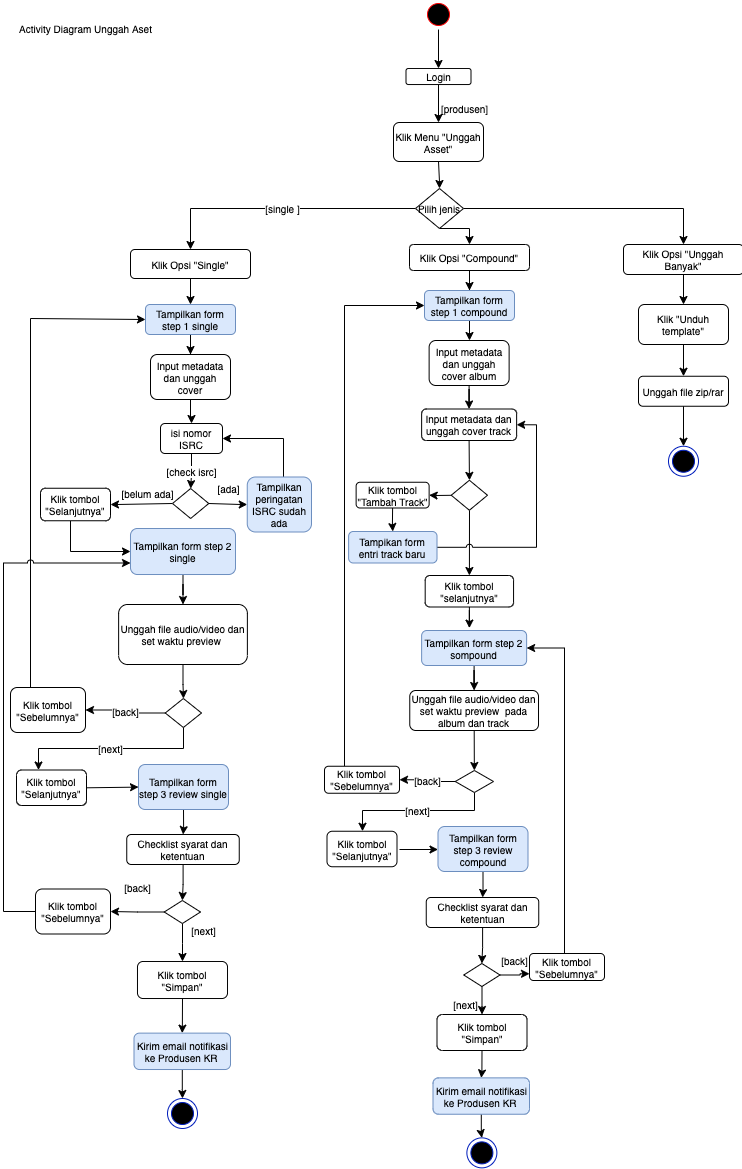 Activity Diagram Unggah Aset
Login
[produsen]
Klik Menu "Unggah
Asset"
Pilih jenis
[single ]
Klik Opsi "Single"
Tampilkan form
step 1 single
Input metadata
dan unggah
cover
isi nomor
ISRC
[check isrc]
[belum ada]
[ada]
Klik tombol
"Selanjutnya"
Tampilkan
peringatan
ISRC sudah
ada
Tampilkan form step 2
single
Unggah file audio/video dan
set waktu preview
Klik tombol
"Sebelumnya"
[back]
[next]
Klik tombol
"Selanjutnya"
Tampilkan form
step 3 review single
Checklist syarat dan
ketentuan
[back]
Klik tombol
"Sebelumnya"
[next]
Klik tombol
"Simpan"
Kirim email notifikasi
ke Produsen KR
Klik Opsi "Compound"
Tampilkan form
step 1 compound
Input metadata
dan unggah
cover album
Input metadata dan
unggah cover track
Klik tombol
"Tambah Track"
Tampikan form
entri track baru
Klik tombol
"selanjutnya"
Tampilkan form step 2
sompound
Unggah file audio/video dan
set waktu preview pada
album dan track
Klik tombol
"Sebelumnya"
[back]
[next]
Klik tombol
"Selanjutnya"
Tampilkan form
step 3 review
compound
Checklist syarat dan
ketentuan
[back]
Klik tombol
"Sebelumnya"
[next]
Klik tombol
"Simpan"
Kirim email notifikasi
ke Produsen KR
Klik Opsi "Unggah
Banyak"
Klik "Unduh
template"
Unggah file zip/rar